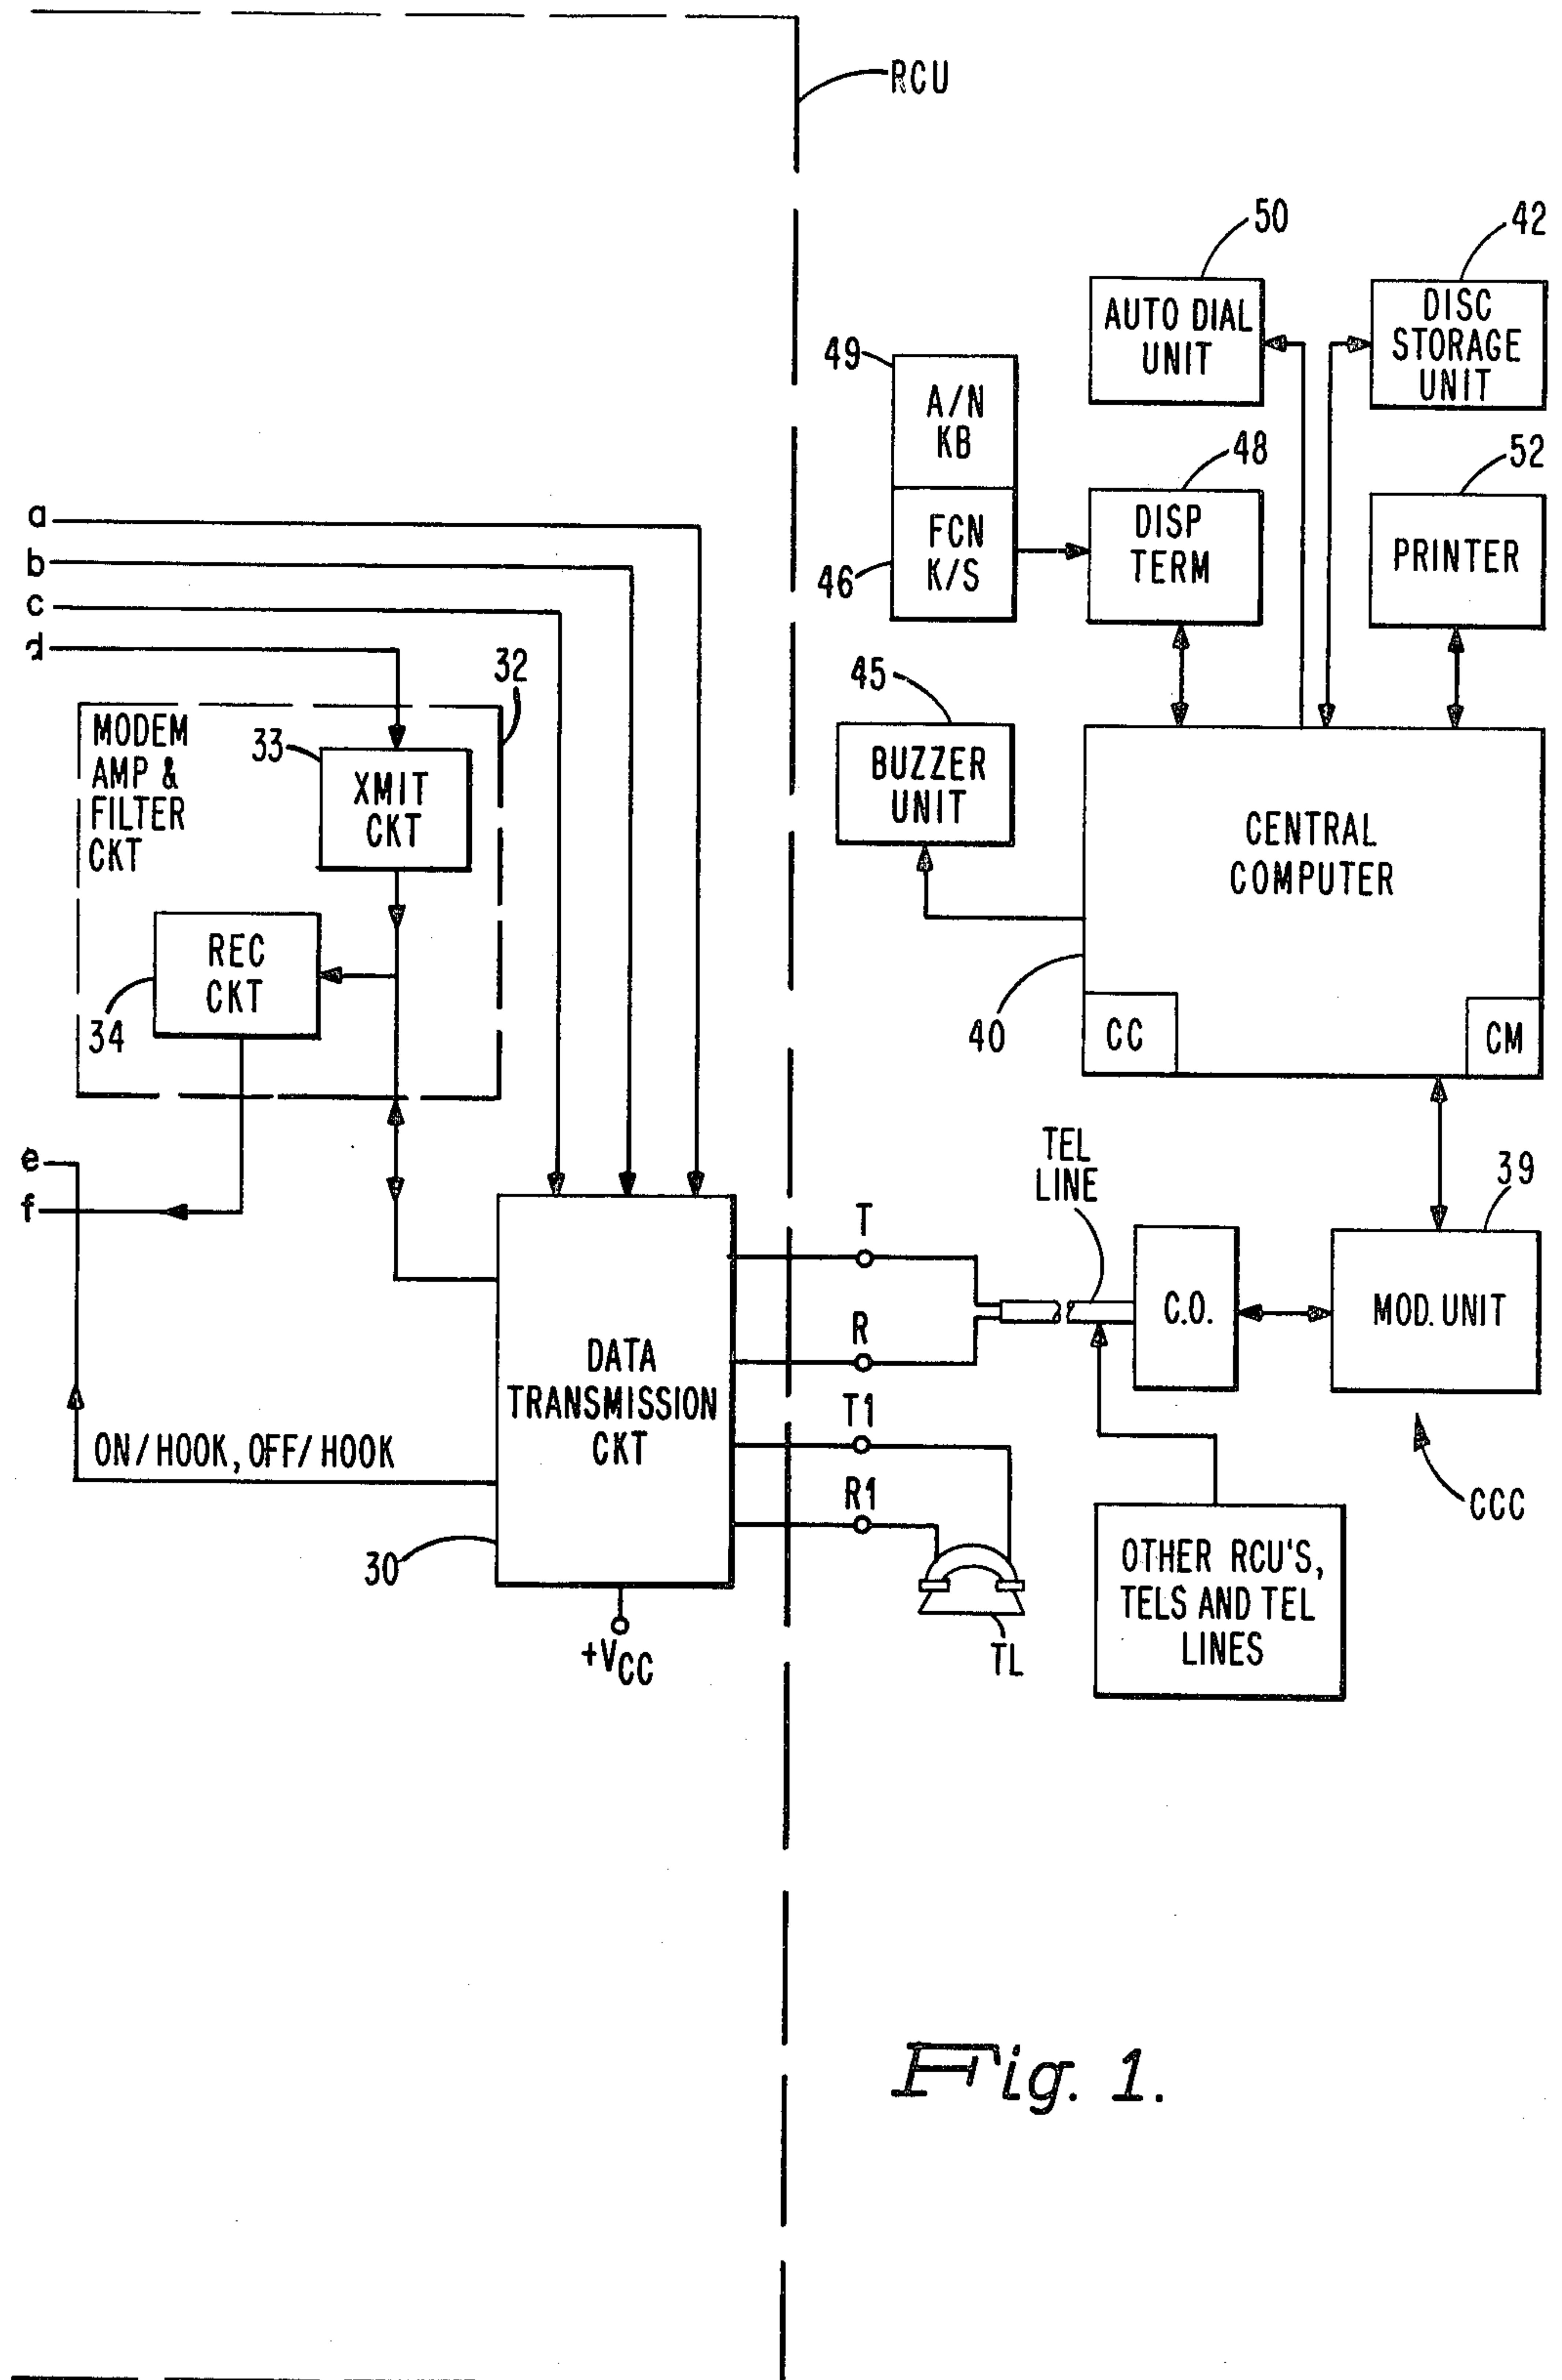 RCU
50
42
AUTO DIAL
UNIT
DISC
STORAGE
UNIT
49
A/N
KB
48
52
FCN
K/S
46
DISP
TERM
PRINTER
a
b
c
d
32
45
MODEM
AMP &
FILTER
CKT
33
XMIT
CKT
BUZZER
UNIT
CENTRAL
COMPUTER
REC
CKT
34
40
CC
CM
TEL
LINE
39
e
f
T
R
C.O.
MOD. UNIT
DATA
TRANSMISSION
CKT
T1
ON/HOOK, OFF/HOOK
R1
CCC
30
OTHER RCU'S,
TELS AND TEL
LINES
+VCC
TL
Fig. 1.